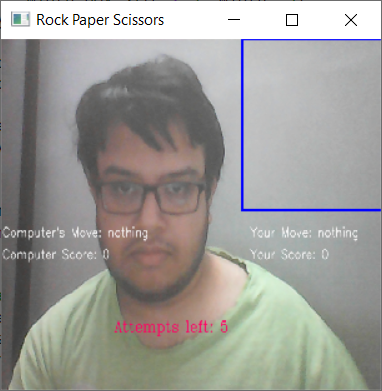 Rock Paper Scissors
Computer's Move: nothing
Your Move: nothing
Computer Score: 0
Your Score: 0
Attempts left: 5